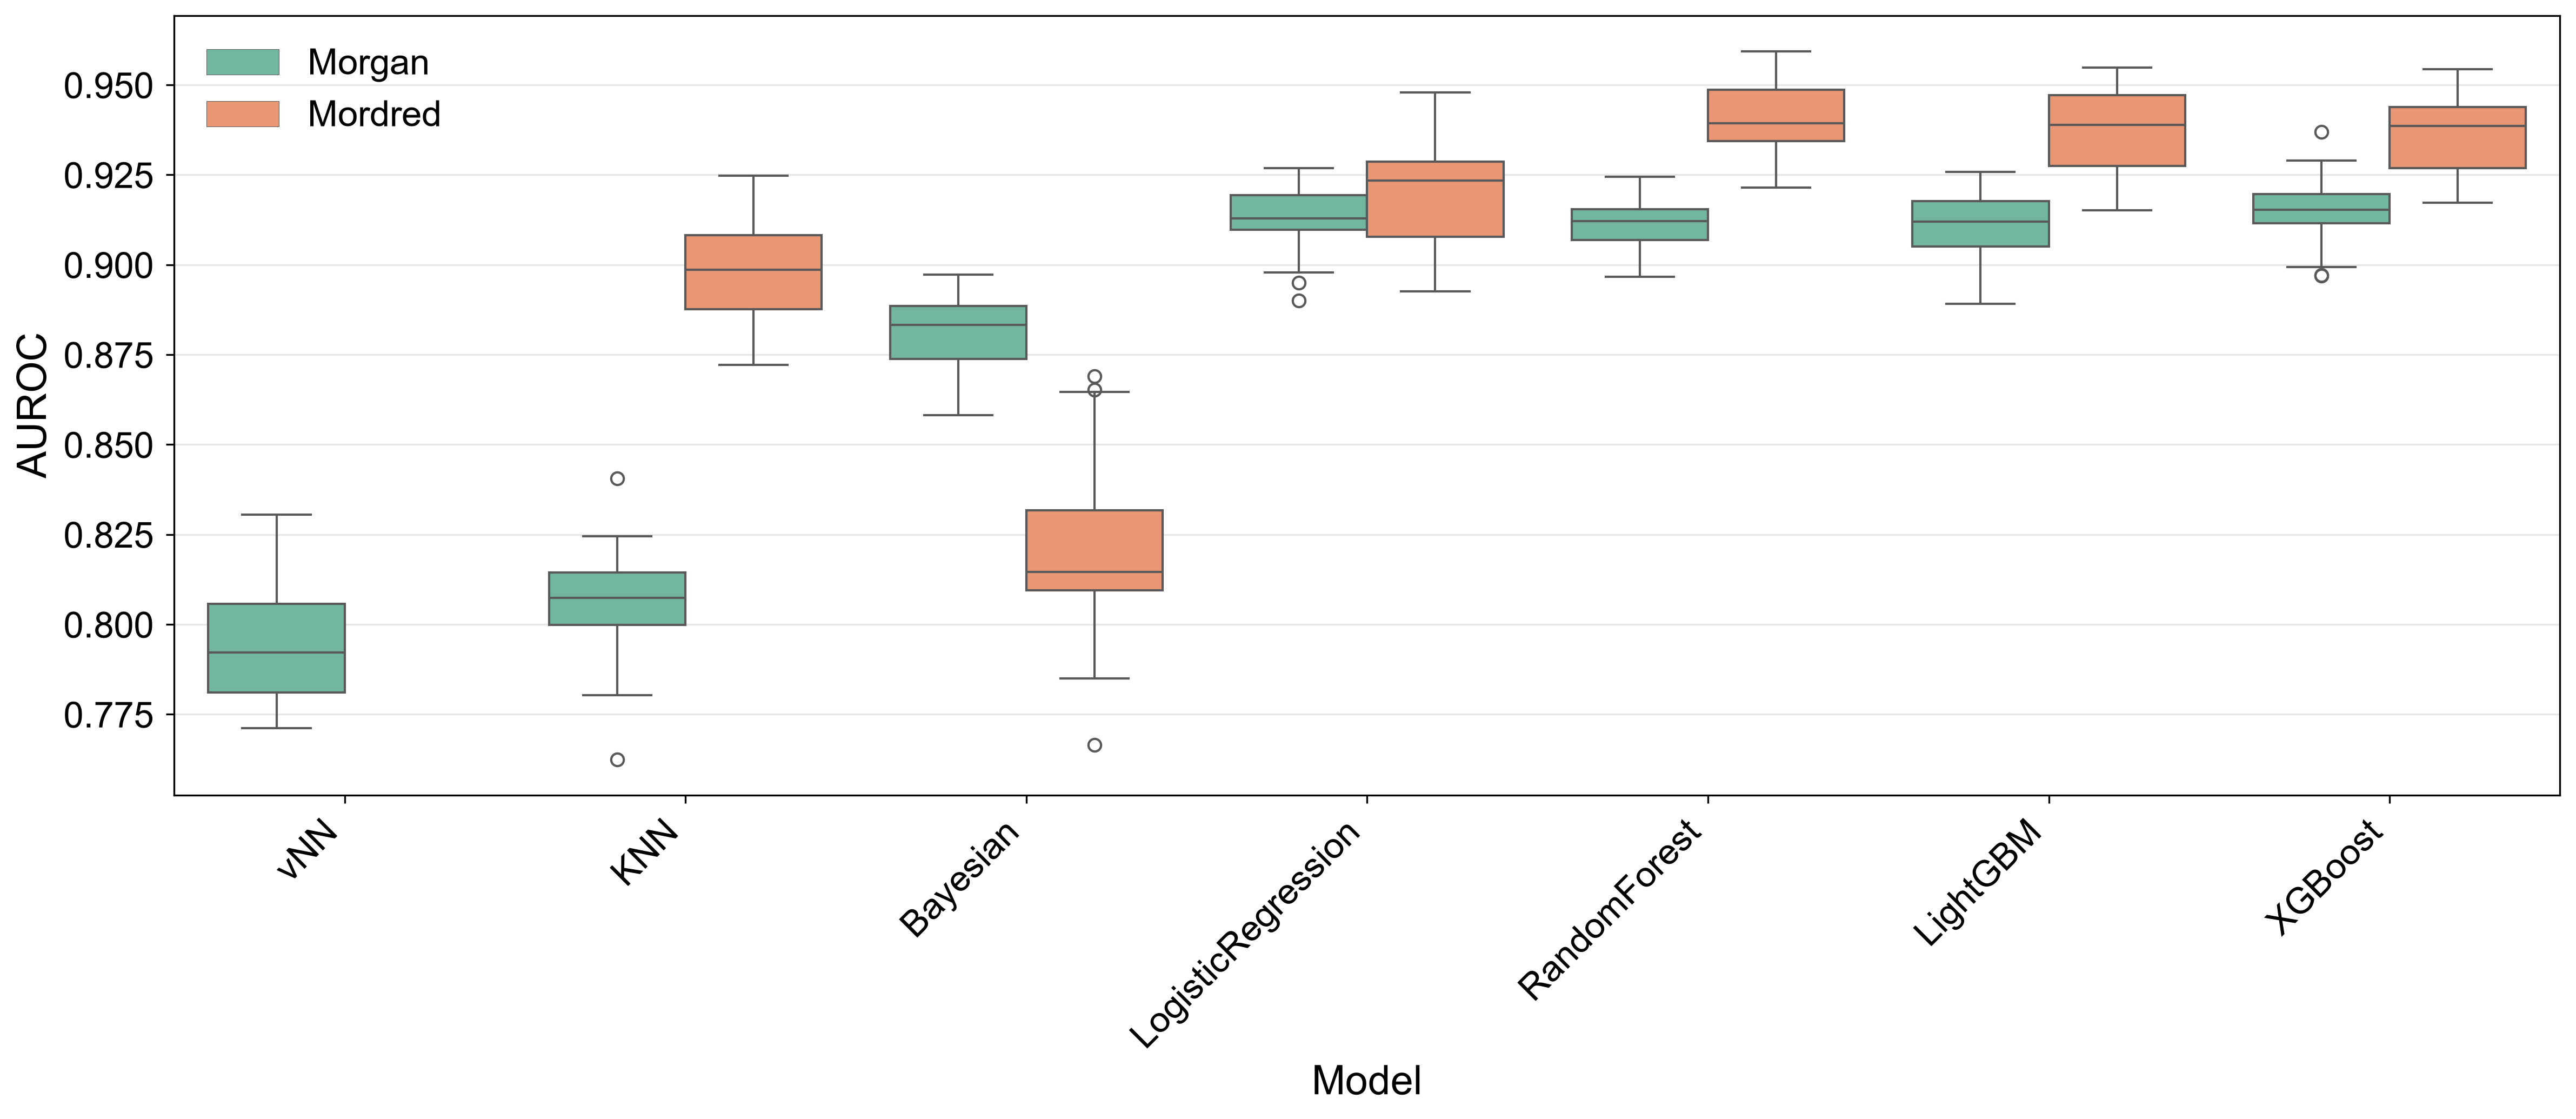 Morgan
Mordred
AUROC
0.950
0.925
0.900
0.875
0.850
0.825
0.800
0.775
vNN
KNN
Bayesian
LogisticRegression
RandomForest
LightGBM
XGBoost
Model